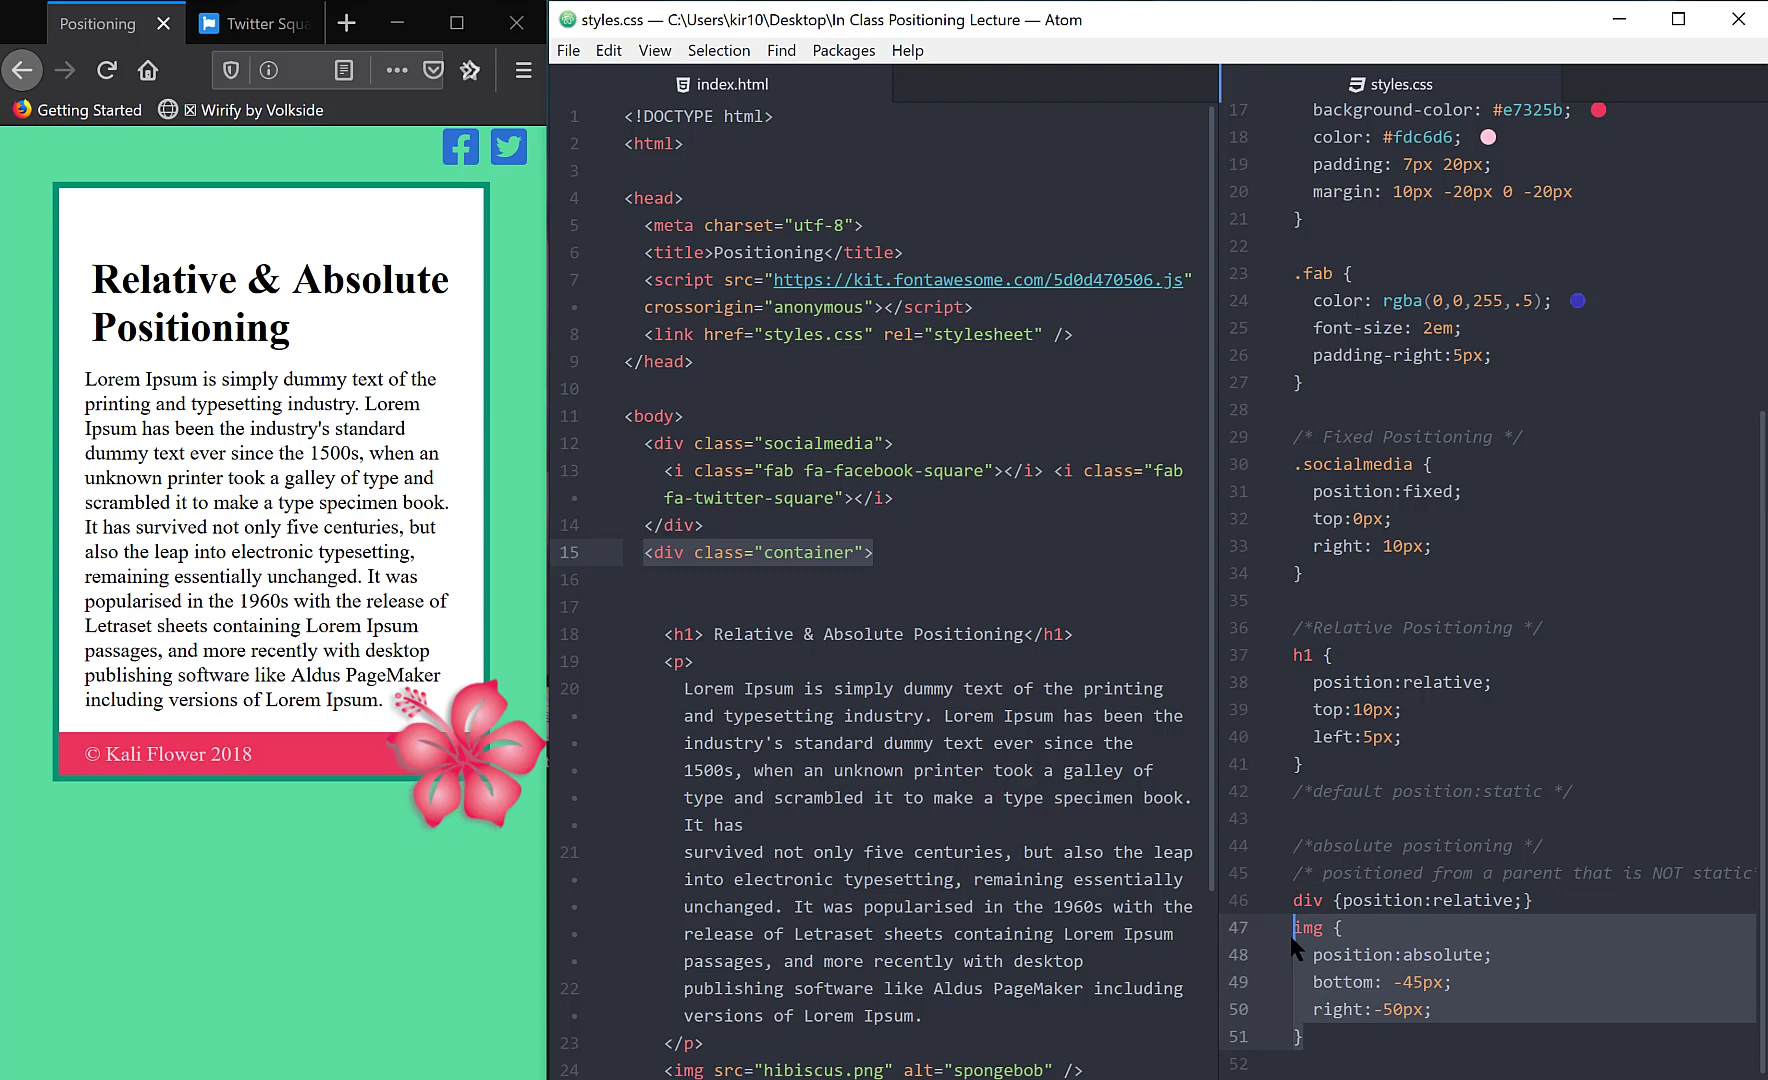 Positioning
Twitter Squ
Getting Started
Wirify by Volkside
Relative & Absolute
Positioning
Lorem Ipsum is simply dummy text of the
printing and typesetting industry. Lorem
Ipsum has been the industry's standard
dummy text ever since the 1500s, when an
unknown printer took a galley of type and
scrambled it to make a type specimen book.
It has survived not only five centuries, but
also the leap into electronic typesetting,
remaining essentially unchanged. It was
popularised in the 1960s with the release of
Letraset sheets containing Lorem Ipsum
passages, and more recently with desktop
publishing software like Aldus PageMaker
including versions of Lorem Ipsum.
© Kali Flower 2018
styles.css — C:\Users\kir10\Desktop\In Class Positioning Lecture — Atom
File Edit View Selection Find Packages Help
index.html
1 <!DOCTYPE html>
2 <html>
3
4 <head>
5 <meta charset="utf-8">
6 <title>Positioning</title>
7 <script src="https://kit.fontawesome.com/5d0d470506.js"
crossorigin="anonymous"></script>
8 <link href="styles.css" rel="stylesheet" />
9 </head>
10
11 <body>
12 <div class="socialmedia">
13 <i class="fab fa-facebook-square"></i> <i class="fab
fa-twitter-square"></i>
14 </div>
15 <div class="container">
16
17
18 <h1> Relative & Absolute Positioning</h1>
19 <p>
20 Lorem Ipsum is simply dummy text of the printing
and typesetting industry. Lorem Ipsum has been the
industry's standard dummy text ever since the
1500s, when an unknown printer took a galley of
type and scrambled it to make a type specimen book.
It has
21 survived not only five centuries, but also the leap
into electronic typesetting, remaining essentially
unchanged. It was popularised in the 1960s with the
release of Letraset sheets containing Lorem Ipsum
passages, and more recently with desktop
22 publishing software like Aldus PageMaker including
versions of Lorem Ipsum.
23 </p>
24 <img src="hibiscus.png" alt="spongebob" />
styles.css
17 background-color: #e7325b;
18 color: #fdc6d6;
19 padding: 7px 20px;
20 margin: 10px -20px 0 -20px
21 }
22
23 .fab {
24 color: rgba(0,0,255,.5);
25 font-size: 2em;
26 padding-right:5px;
27 }
28
29 /* Fixed Positioning */
30 .socialmedia {
31 position:fixed;
32 top:0px;
33 right: 10px;
34 }
35
36 /*Relative Positioning */
37 h1 {
38 position:relative;
39 top:10px;
40 left:5px;
41 }
42 /*default position:static */
43
44 /*absolute positioning */
45 /* positioned from a parent that is NOT static*
46 div {position:relative;}
47 img {
48 position:absolute;
49 bottom: -45px;
50 right:-50px;
51 }
52